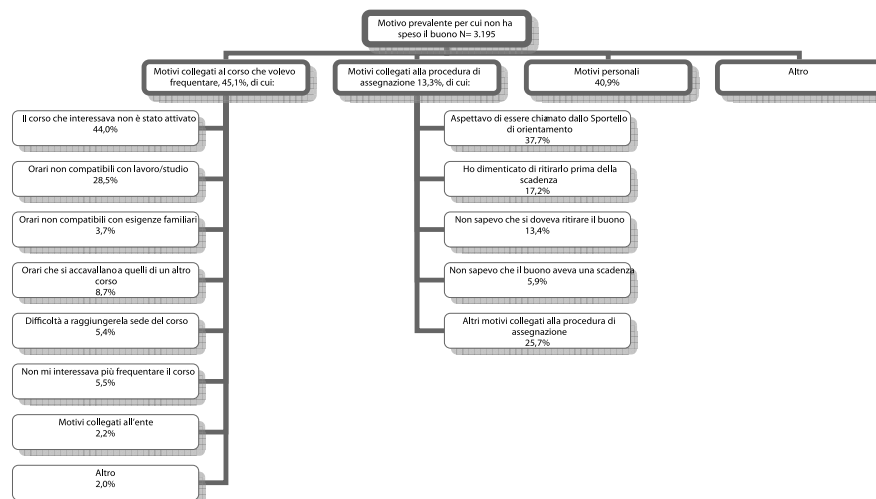 Motivo prevalente per cui non ha
speso il buono N= 3.195
Motivi collegati al corso che volevo
frequentare, 45,1%, di cui:
Motivi collegati alla procedura di
assegnazione 13,3%, di cui:
Motivi personali
40,9%
Altro
Il corso che interessava non è stato attivato
44,0%
Orari non compatibili con lavoro/studio
28,5%
Orari non compatibili con esigenze familiari
3,7%
Orari che si accavallano a quelli di un altro
corso
8,7%
Difficoltà a raggiungere la sede del corso
5,4%
Non mi interessava più frequentare il corso
5,5%
Motivi collegati all'ente
2,2%
Altro
2,0%
Aspettavo di essere chiamato dallo Sportello
di orientamento
37,7%
Ho dimenticato di ritirarlo prima della
scadenza
17,2%
Non sapevo che si doveva ritirare il buono
13,4%
Non sapevo che il buono aveva una scadenza
5,9%
Altri motivi collegati alla procedura di
assegnazione
25,7%